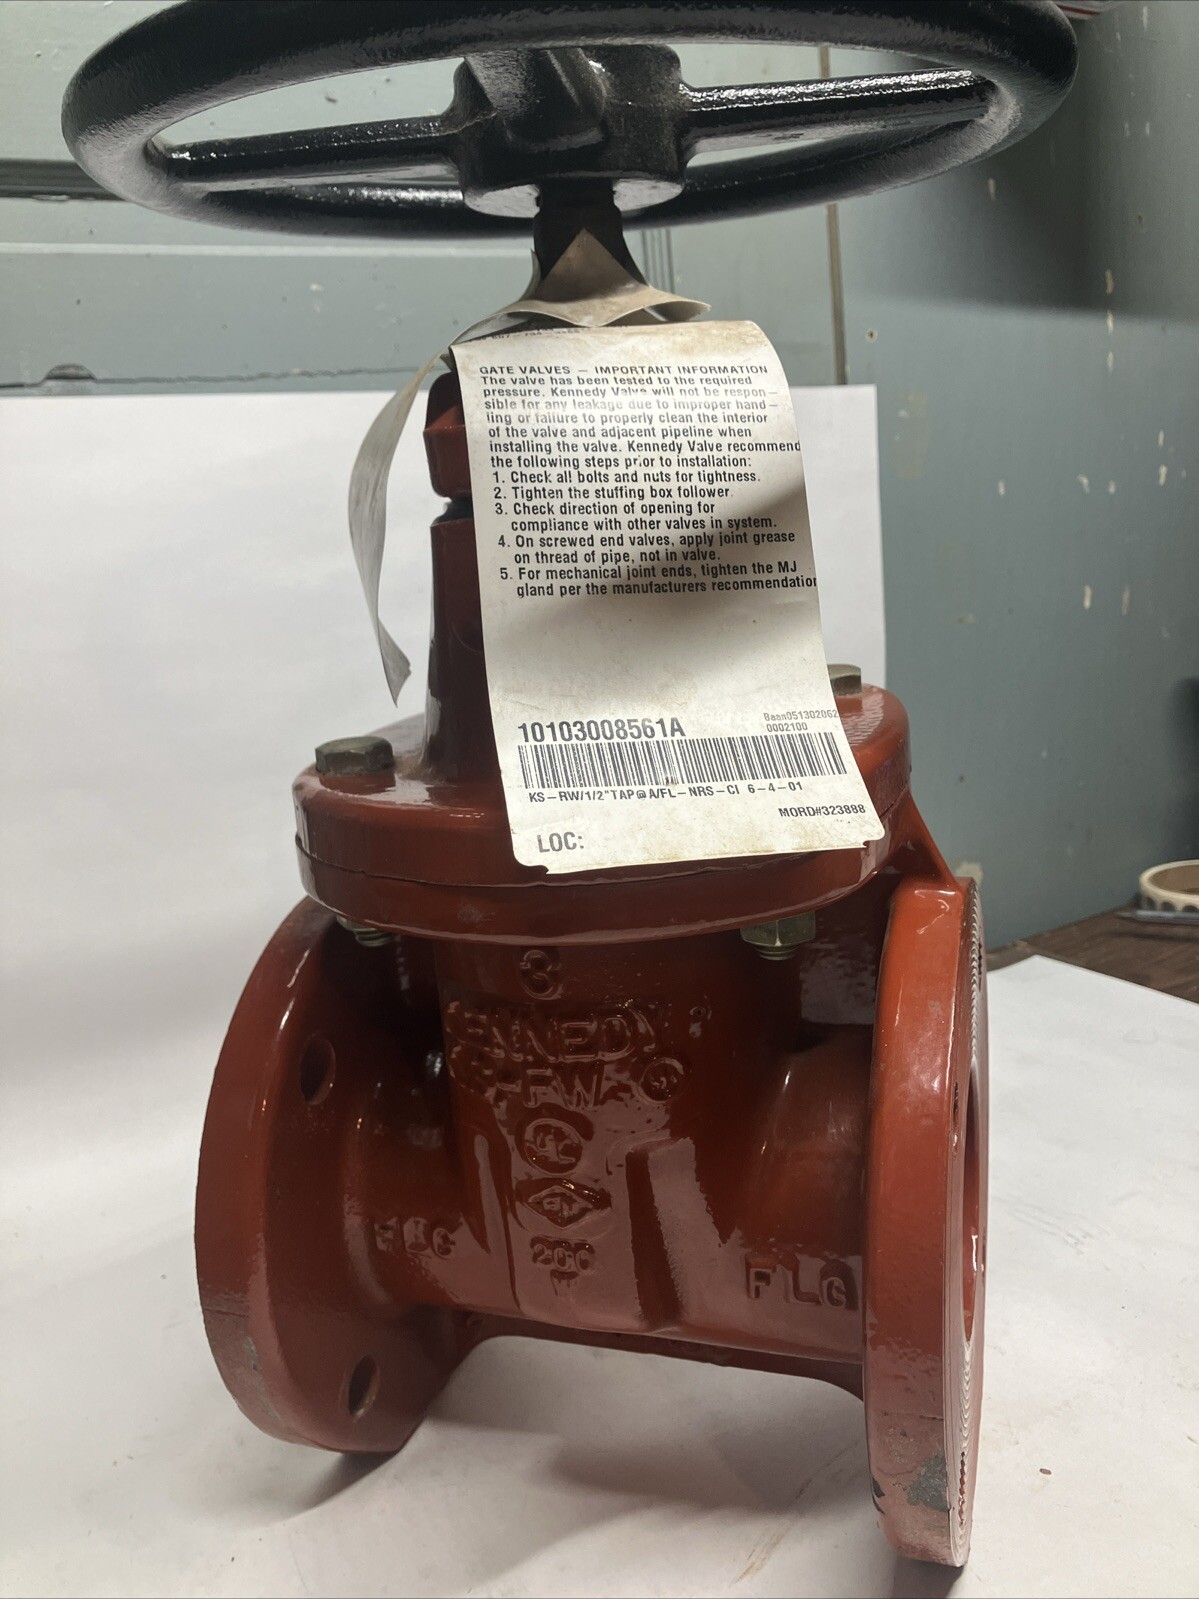 GATE VALVES – IMPORTANT INFORMATION
The valve has been tested to the required
pressure. Kennedy Valve will not be respon–
sible for any leakage due to improper hand–
ling or failure to properly clean the interior
of the valve and adjacent pipeline when
installing the valve. Kennedy Valve recommend
the following steps prior to installation:
1. Check all bolts and nuts for tightness.
2. Tighten the stuffing box follower.
3. Check direction of opening for
compliance with other valves in system.
4. On screwed end valves, apply joint grease
on thread of pipe, not in valve.
5. For mechanical joint ends, tighten the MJ
gland per the manufacturers recommendation
10103008561A
0002100
KS–RW/1/2"TAP@A/FL–NRS–CI 6–4–01
MORD#323898
LOC:
3
KENNEDY
FW
UL
FLG
FLG